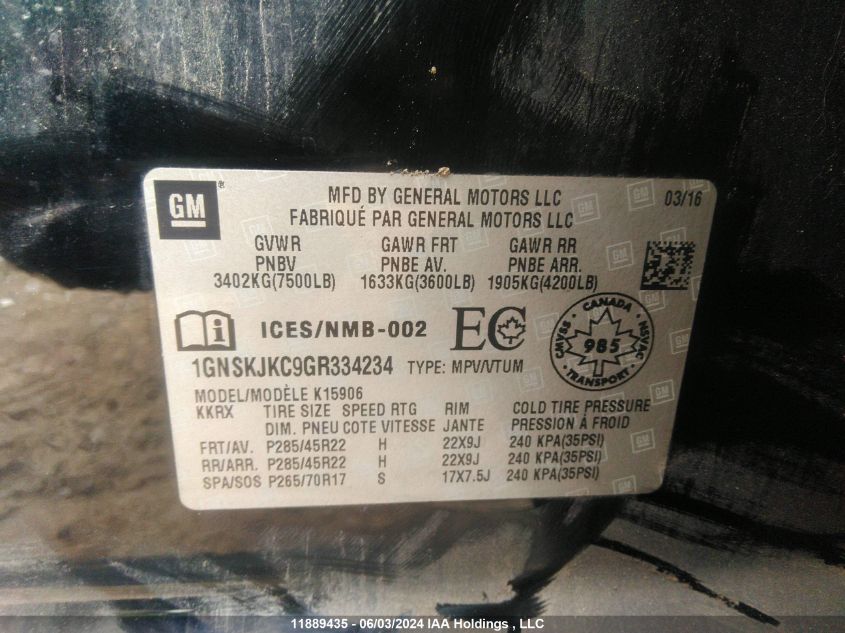 GM ®
MFD BY GENERAL MOTORS LLC 03/16
FABRIQUÉ PAR GENERAL MOTORS LLC
GVWR GAWR FRT GAWR RR
PNBV PNBE AV. PNBE ARR.
3402KG(7500LB) 1633KG(3600LB) 1905KG(4200LB)
ICES/NMB-002 EC
CANADA
CMVSS 985 NSVAC
TRANSPORT
1GNSKJKC9GR334234 TYPE: MPV/VTUM
MODEL/MODÈLE K15906
KKRX TIRE SIZE SPEED RTG RIM COLD TIRE PRESSURE
DIM. PNEU COTE VITESSE JANTE PRESSION À FROID
FRT/AV. P285/45R22 H 22X9J 240 KPA(35PSI)
RR/ARR. P285/45R22 H 22X9J 240 KPA(35PSI)
SPA/SOS P265/70R17 S 17X7.5J 240 KPA(35PSI)
11889435 - 06/03/2024 IAA Holdings , LLC